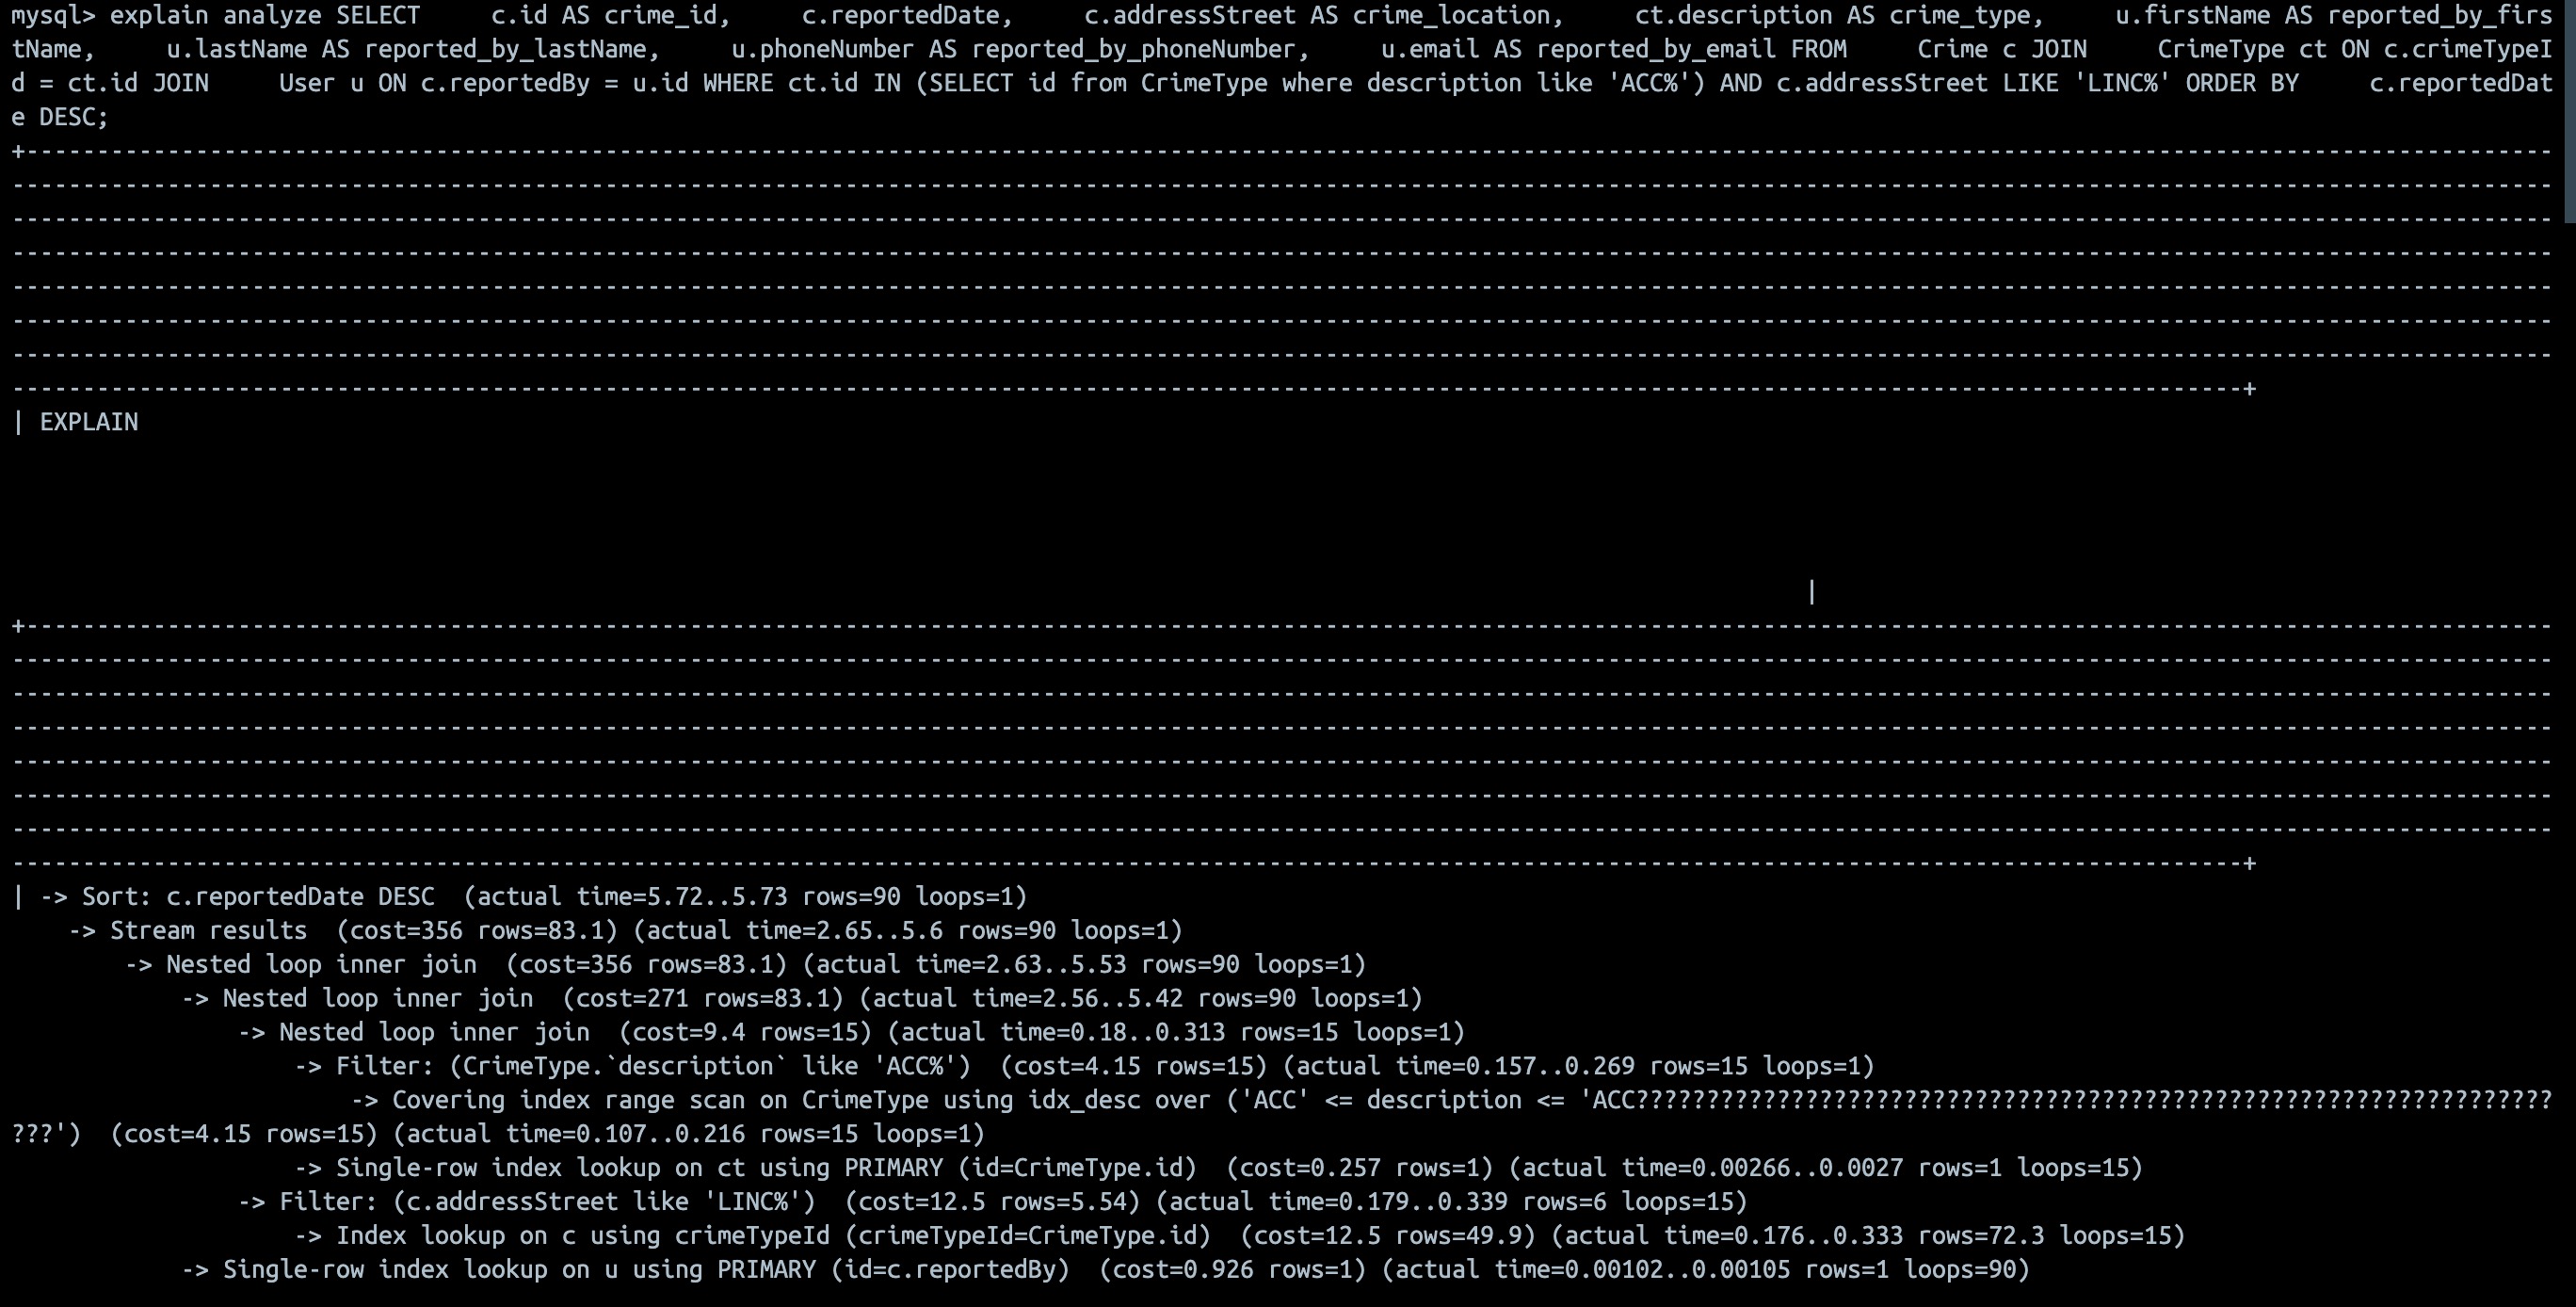 mysql> explain analyze SELECT     c.id AS crime_id,     c.reportedDate,     c.addressStreet AS crime_location,     ct.description AS crime_type,     u.firstName AS reported_by_firs
tName,     u.lastName AS reported_by_lastName,     u.phoneNumber AS reported_by_phoneNumber,     u.email AS reported_by_email FROM     Crime c JOIN     CrimeType ct ON c.crimeTypeI
d = ct.id JOIN     User u ON c.reportedBy = u.id WHERE ct.id IN (SELECT id from CrimeType where description like 'ACC%') AND c.addressStreet LIKE 'LINC%' ORDER BY     c.reportedDat
e DESC;
| EXPLAIN
|
| -> Sort: c.reportedDate DESC  (actual time=5.72..5.73 rows=90 loops=1)
    -> Stream results  (cost=356 rows=83.1) (actual time=2.65..5.6 rows=90 loops=1)
        -> Nested loop inner join  (cost=356 rows=83.1) (actual time=2.63..5.53 rows=90 loops=1)
            -> Nested loop inner join  (cost=271 rows=83.1) (actual time=2.56..5.42 rows=90 loops=1)
                -> Nested loop inner join  (cost=9.4 rows=15) (actual time=0.18..0.313 rows=15 loops=1)
                    -> Filter: (CrimeType.`description` like 'ACC%')  (cost=4.15 rows=15) (actual time=0.157..0.269 rows=15 loops=1)
                        -> Covering index range scan on CrimeType using idx_desc over ('ACC' <= description <= 'ACC?????????????????????????????????????????????????????????????????
???')  (cost=4.15 rows=15) (actual time=0.107..0.216 rows=15 loops=1)
                    -> Single-row index lookup on ct using PRIMARY (id=CrimeType.id)  (cost=0.257 rows=1) (actual time=0.00266..0.0027 rows=1 loops=15)
                -> Filter: (c.addressStreet like 'LINC%')  (cost=12.5 rows=5.54) (actual time=0.179..0.339 rows=6 loops=15)
                    -> Index lookup on c using crimeTypeId (crimeTypeId=CrimeType.id)  (cost=12.5 rows=49.9) (actual time=0.176..0.333 rows=72.3 loops=15)
            -> Single-row index lookup on u using PRIMARY (id=c.reportedBy)  (cost=0.926 rows=1) (actual time=0.00102..0.00105 rows=1 loops=90)